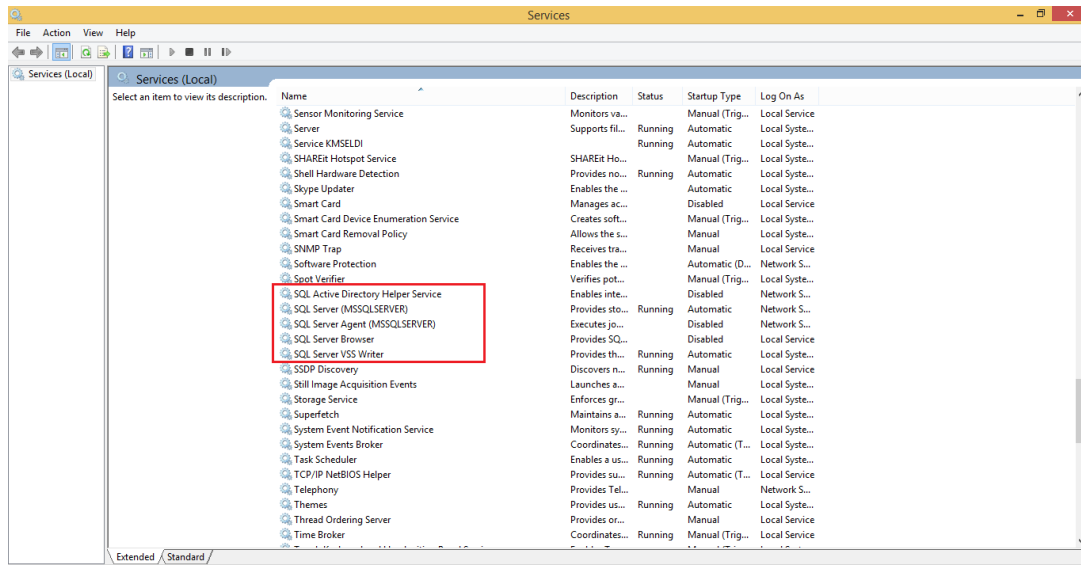 Services
File Action View Help
Services (Local)
Services (Local)
Select an item to view its description.
Name Description Status Startup Type Log On As
Sensor Monitoring Service Monitors va... Manual (Trig... Local Service
Server Supports fil... Running Automatic Local Syste...
Service KMSELDI Running Automatic Local Syste...
SHAREit Hotspot Service SHAREit Ho... Manual (Trig... Local Syste...
Shell Hardware Detection Provides no... Running Automatic Local Syste...
Skype Updater Enables the ... Automatic Local Syste...
Smart Card Manages ac... Disabled Local Service
Smart Card Device Enumeration Service Creates soft... Manual (Trig... Local Syste...
Smart Card Removal Policy Allows the s... Manual Local Syste...
SNMP Trap Receives tra... Manual Local Service
Software Protection Enables the ... Automatic (D... Network S...
Spot Verifier Verifies pot... Manual (Trig... Local Syste...
SQL Active Directory Helper Service Enables inte... Disabled Network S...
SQL Server (MSSQLSERVER) Provides sto... Running Automatic Network S...
SQL Server Agent (MSSQLSERVER) Executes jo... Disabled Network S...
SQL Server Browser Provides SQ... Disabled Local Service
SQL Server VSS Writer Provides th... Running Automatic Local Syste...
SSDP Discovery Discovers n... Running Manual Local Service
Still Image Acquisition Events Launches a... Manual Local Syste...
Storage Service Enforces gr... Manual (Trig... Local Syste...
Superfetch Maintains a... Running Automatic Local Syste...
System Event Notification Service Monitors sy... Running Automatic Local Syste...
System Events Broker Coordinates... Running Automatic (T... Local Syste...
Task Scheduler Enables a us... Running Automatic Local Syste...
TCP/IP NetBIOS Helper Provides su... Running Automatic (T... Local Service
Telephony Provides Tel... Manual Network S...
Themes Provides us... Running Automatic Local Syste...
Thread Ordering Server Provides or... Manual Local Service
Time Broker Coordinates... Running Manual (Trig... Local Service
Extended Standard